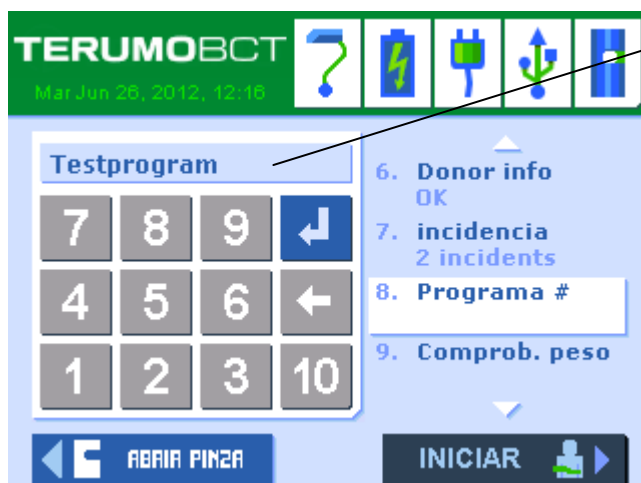 TERUMOBCT
Mar Jun 26, 2012, 12:16
Testprogram
7 8 9
4 5 6
1 2 3 10
6. Donor info
OK
7. incidencia
2 incidents
8. Programa #
9. Comprob. peso
ABRIR PINZA
INICIAR